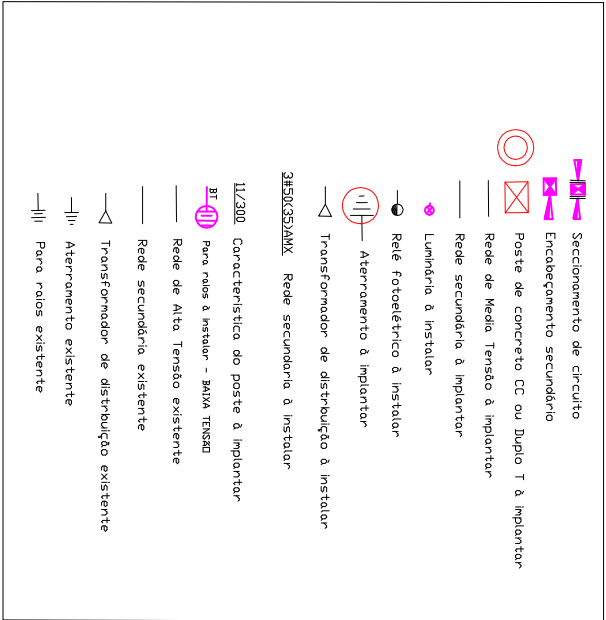 Seccionamento de circuito
Encabeçamento secundário
Poste de concreto CC ou Duplo T à implantar
Rede de Media Tensão à implantar
Rede secundária à implantar
Luminária à instalar
Relé fotoelétrico à instalar
Aterramento à implantar
Transformador de distribuição à instalar
3#50(35)AMX Rede secundaria à instalar
11/300 Caracteristica do poste à implantar
BT Para raios à instalar - BAIXA TENSÃO
Rede de Alta Tensão existente
Rede secundária existente
Transformador de distribuição existente
Aterramento existente
Para raios existente